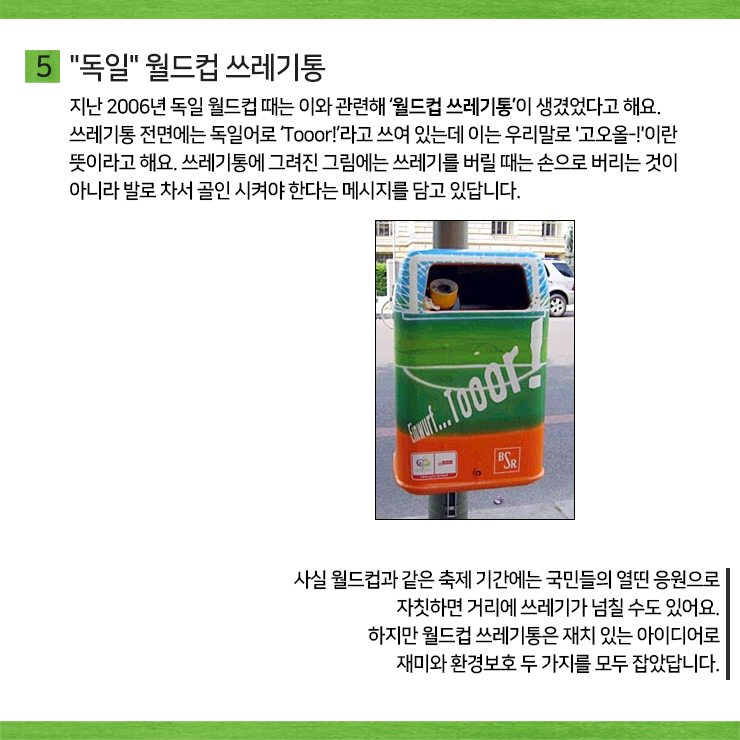 5 "독일" 월드컵 쓰레기통
지난 2006년 독일 월드컵 때는 이와 관련해 ‘월드컵 쓰레기통’이 생겼었다고 해요.
쓰레기통 전면에는 독일어로 ‘Tooor!’라고 쓰여 있는데 이는 우리말로 '고오올-!'이란
뜻이라고 해요. 쓰레기통에 그려진 그림에는 쓰레기를 버릴 때는 손으로 버리는 것이
아니라 발로 차서 골인 시켜야 한다는 메시지를 담고 있답니다.
Einwurf...Tooor!
BSR
사실 월드컵과 같은 축제 기간에는 국민들의 열띤 응원으로
자칫하면 거리에 쓰레기가 넘칠 수도 있어요.
하지만 월드컵 쓰레기통은 재치 있는 아이디어로
재미와 환경보호 두 가지를 모두 잡았답니다.